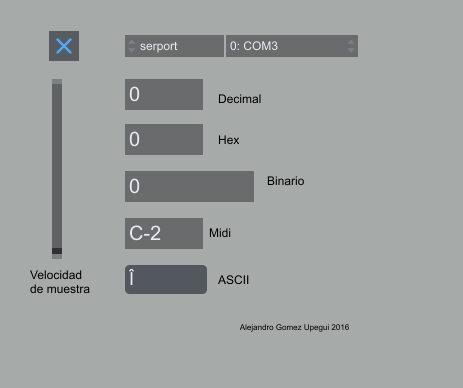 serport 0: COM3
0 Decimal
0 Hex
0 Binario
C-2 Midi
Î ASCII
Velocidad
de muestra
Alejandro Gomez Upegui 2016